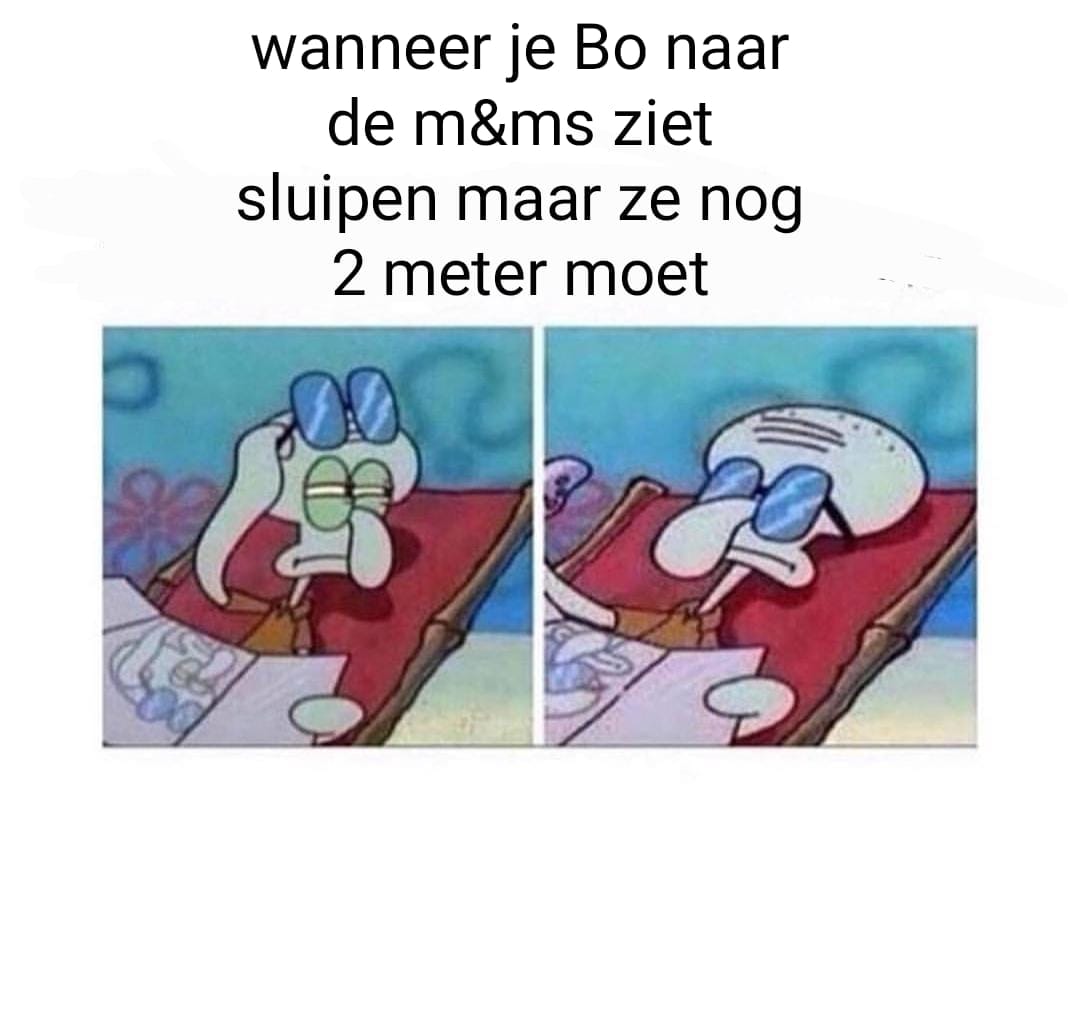 wanneer je Bo naar
de m&ms ziet
sluipen maar ze nog
2 meter moet